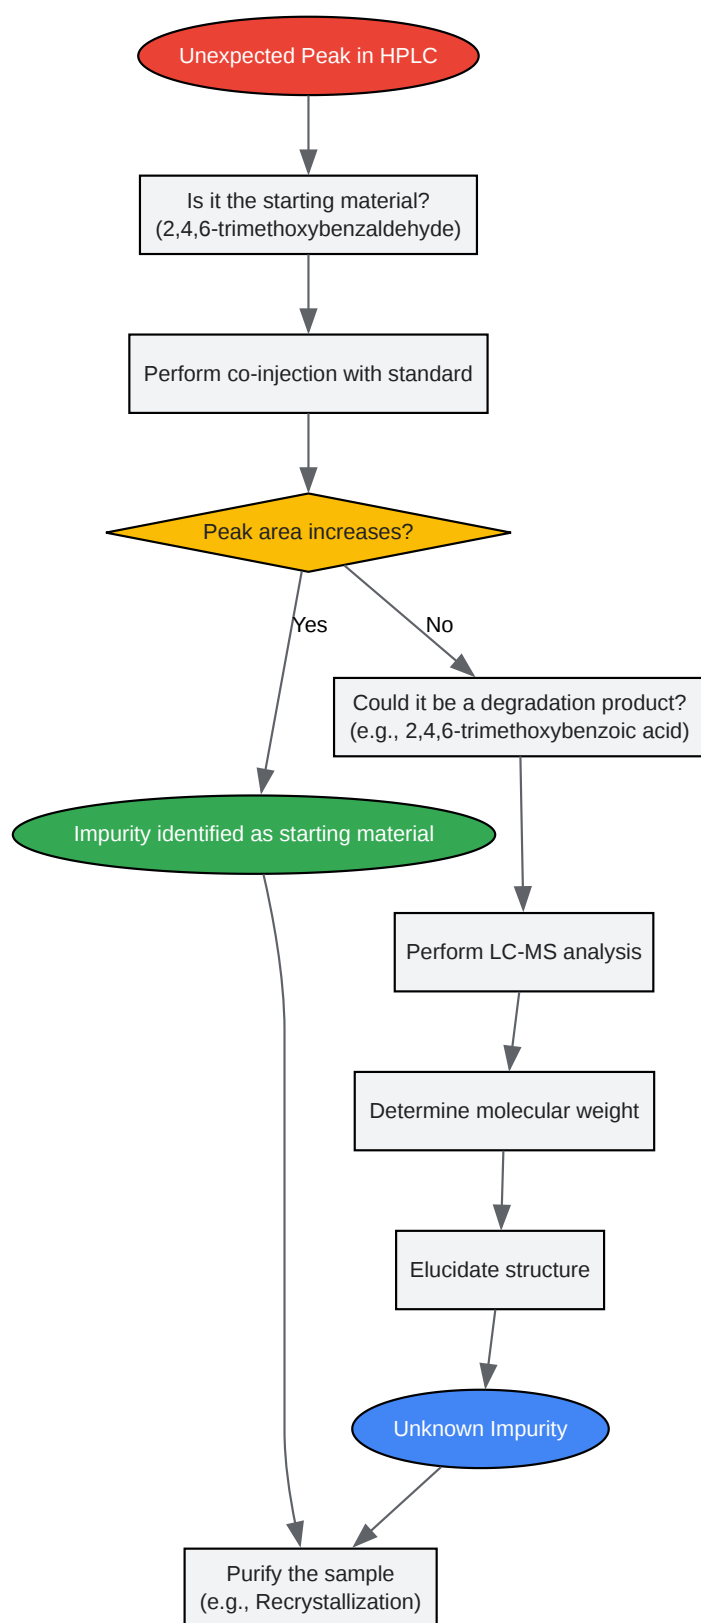 Unexpected Peak in HPLC
Is it the starting material?
(2,4,6-trimethoxybenzaldehyde)
Perform co-injection with standard
Peak area increases?
Yes
No
Could it be a degradation product?
(e.g., 2,4,6-trimethoxybenzoic acid)
Impurity identified as starting material
Perform LC-MS analysis
Determine molecular weight
Elucidate structure
Unknown Impurity
Purify the sample
(e.g., Recrystallization)